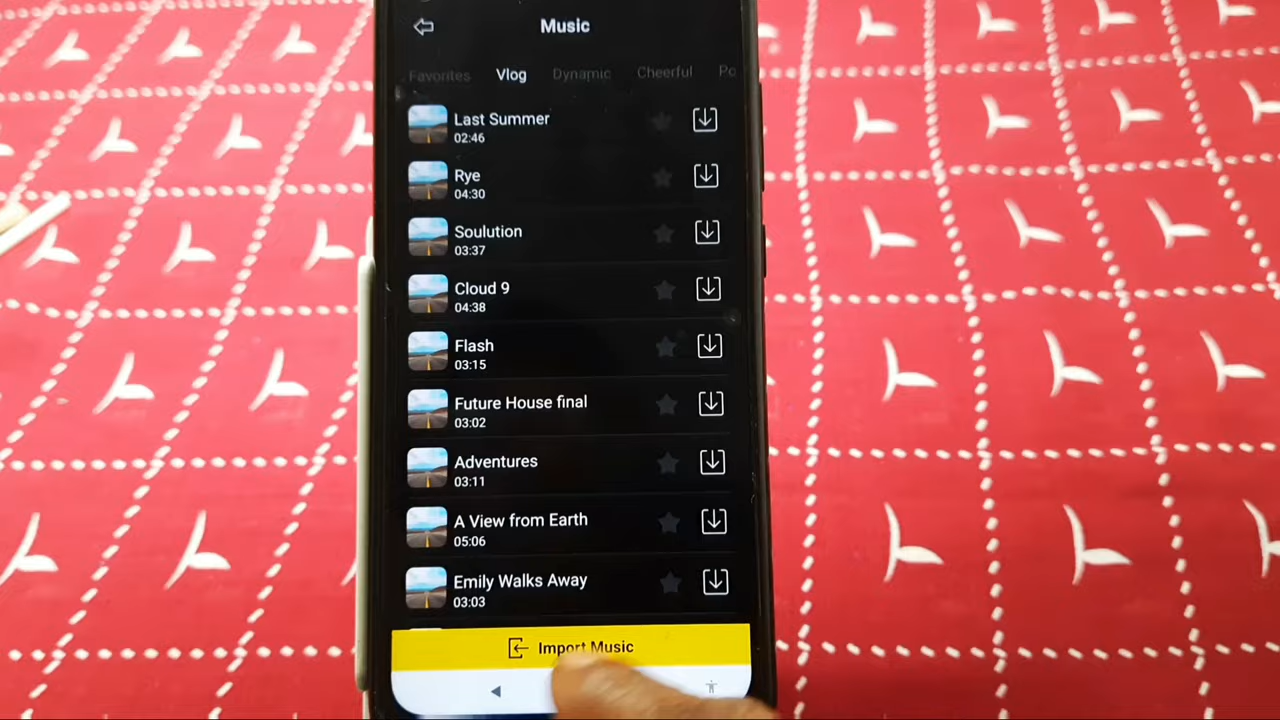 Music
Favorites Vlog Dynamic Cheerful Po
Last Summer
02:46
Rye
04:30
Soulution
03:37
Cloud 9
04:38
Flash
03:15
Future House final
03:02
Adventures
03:11
A View from Earth
05:06
Emily Walks Away
03:03
Import Music